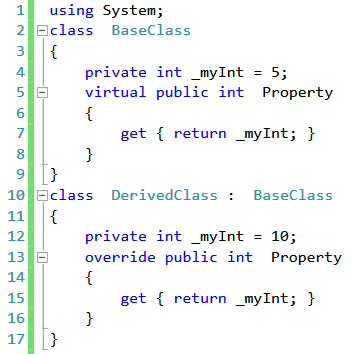 1 using System;
2 class BaseClass
3 {
4 private int _myInt = 5;
5 virtual public int Property
6 {
7 get { return _myInt; }
8 }
9 }
10 class DerivedClass : BaseClass
11 {
12 private int _myInt = 10;
13 override public int Property
14 {
15 get { return _myInt; }
16 }
17 }